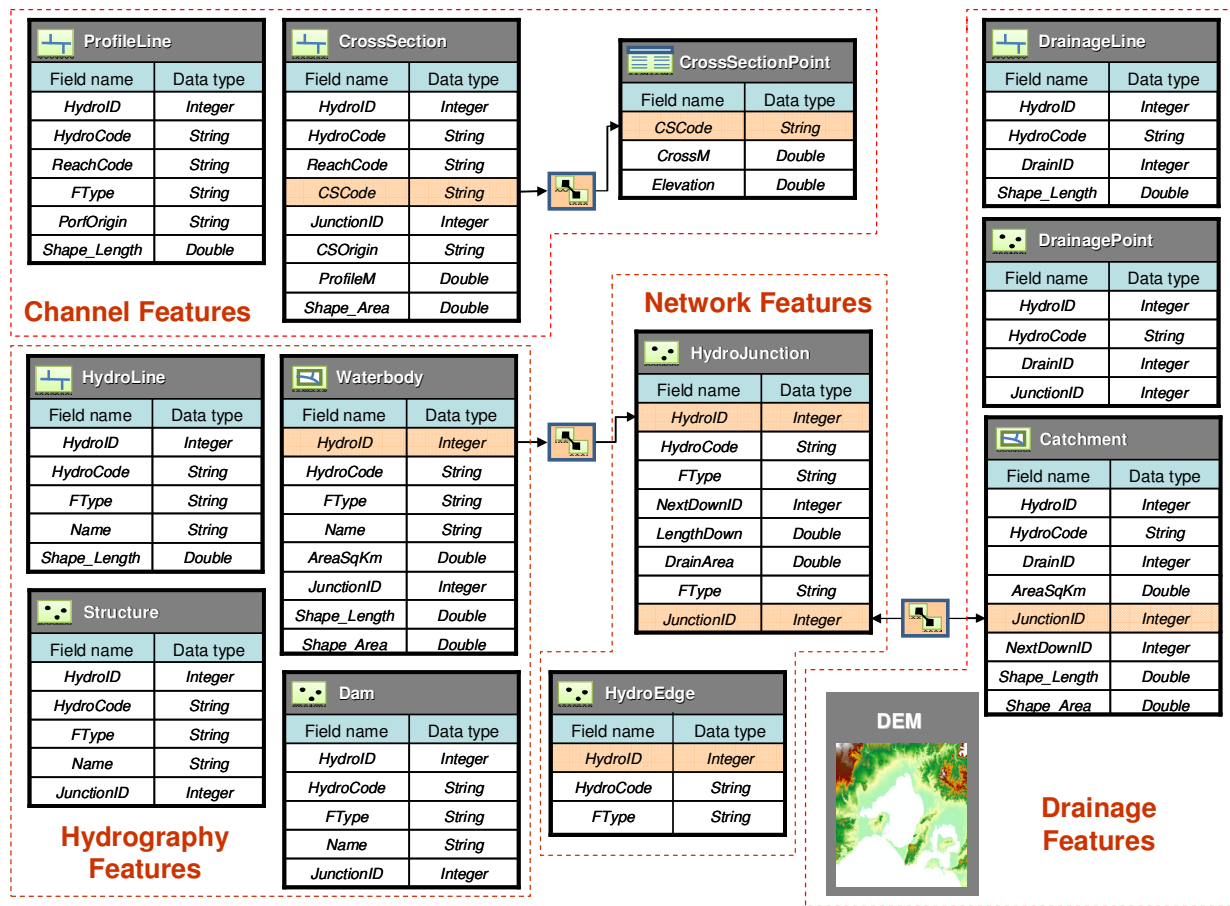 ProfileLine
Field name Data type
HydroID Integer
HydroCode String
ReachCode String
FType String
PorfOrigin String
Shape_Length Double
CrossSection
Field name Data type
HydroID Integer
HydroCode String
ReachCode String
CSCode String
JunctionID Integer
CSOrigin String
ProfileM Double
Shape_Area Double
CrossSectionPoint
Field name Data type
CSCode String
CrossM Double
Elevation Double
Channel Features
DrainageLine
Field name Data type
HydroID Integer
HydroCode String
DrainID Integer
Shape_Length Double
DrainagePoint
Field name Data type
HydroID Integer
HydroCode String
DrainID Integer
JunctionID Integer
Catchment
Field name Data type
HydroID Integer
HydroCode String
DrainID Integer
AreaSqKm Double
JunctionID Integer
NextDownID Integer
Shape_Length Double
Shape_Area Double
DEM
Drainage
Features
Network Features
HydroJunction
Field name Data type
HydroID Integer
HydroCode String
FType String
NextDownID Integer
LengthDown Double
DrainArea Double
FType String
JunctionID Integer
HydroEdge
Field name Data type
HydroID Integer
HydroCode String
FType String
HydroLine
Field name Data type
HydroID Integer
HydroCode String
FType String
Name String
Shape_Length Double
Waterbody
Field name Data type
HydroID Integer
HydroCode String
FType String
Name String
AreaSqKm Double
JunctionID Integer
Shape_Length Double
Shape_Area Double
Structure
Field name Data type
HydroID Integer
HydroCode String
FType String
Name String
JunctionID Integer
Dam
Field name Data type
HydroID Integer
HydroCode String
FType String
Name String
JunctionID Integer
Hydrography
Features